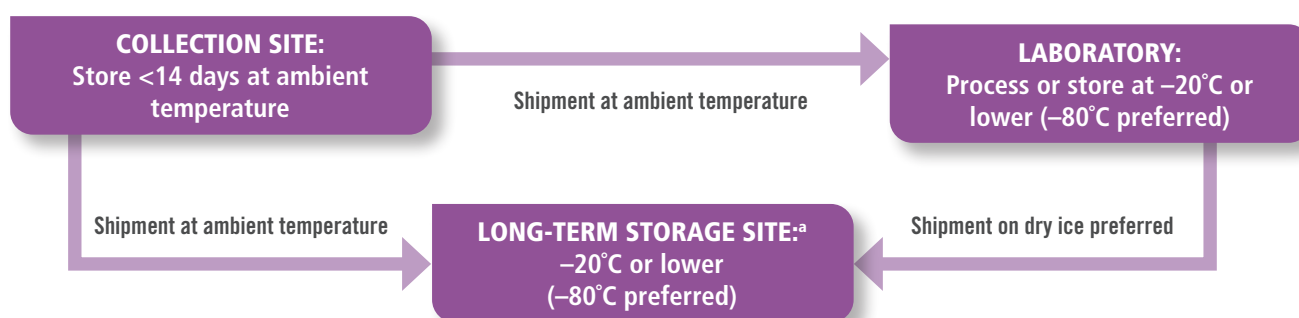 COLLECTION SITE:
Store <14 days at ambient
temperature
Shipment at ambient temperature
LABORATORY:
Process or store at –20˚C or
lower (–80˚C preferred)
Shipment at ambient temperature
LONG-TERM STORAGE SITE:ᵃ
–20˚C or lower
(–80˚C preferred)
Shipment on dry ice preferred